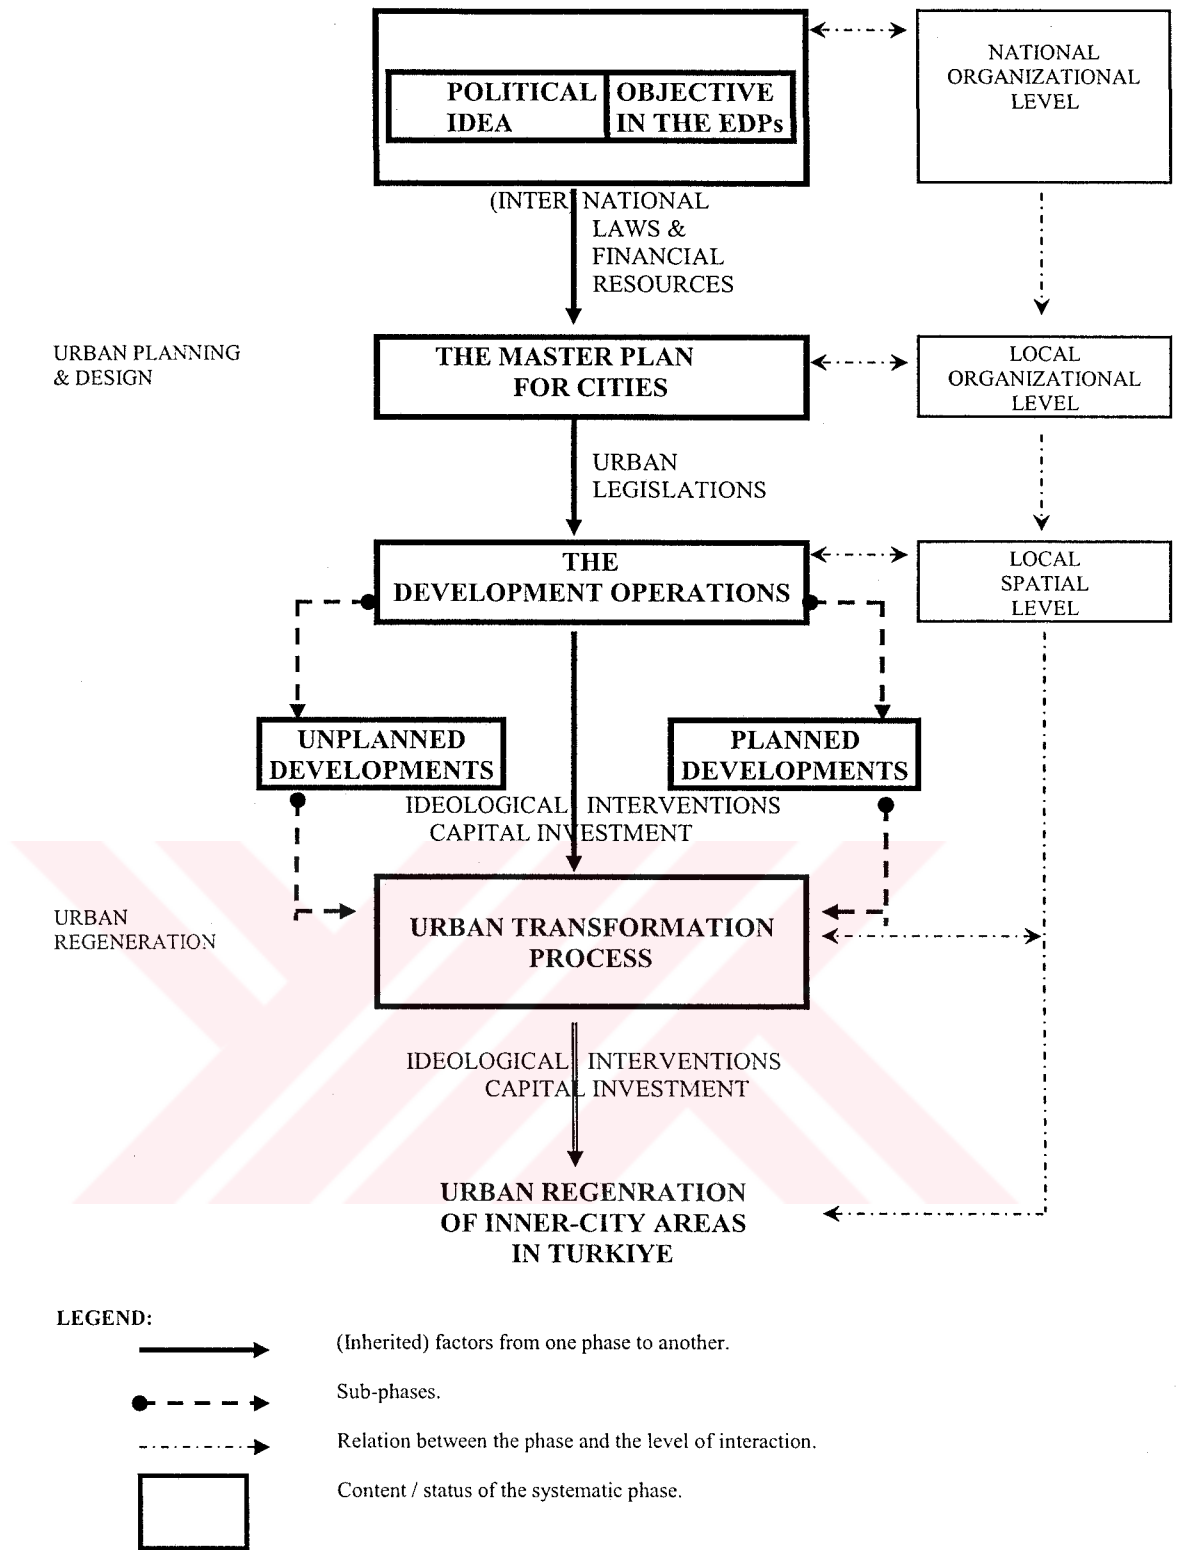 NATIONAL
ORGANIZATIONAL
LEVEL
POLITICAL
IDEA
OBJECTIVE
IN THE EDPs
(INTER) NATIONAL
LAWS &
FINANCIAL
RESOURCES
URBAN PLANNING
& DESIGN
THE MASTER PLAN
FOR CITIES
LOCAL
ORGANIZATIONAL
LEVEL
URBAN
LEGISLATIONS
THE
DEVELOPMENT OPERATIONS
LOCAL
SPATIAL
LEVEL
UNPLANNED
DEVELOPMENTS
PLANNED
DEVELOPMENTS
IDEOLOGICAL INTERVENTIONS
CAPITAL INVESTMENT
URBAN
REGENERATION
URBAN TRANSFORMATION
PROCESS
IDEOLOGICAL INTERVENTIONS
CAPITAL INVESTMENT
URBAN REGENRATION
OF INNER-CITY AREAS
IN TURKIYE
LEGEND:
(Inherited) factors from one phase to another.
Sub-phases.
Relation between the phase and the level of interaction.
Content / status of the systematic phase.